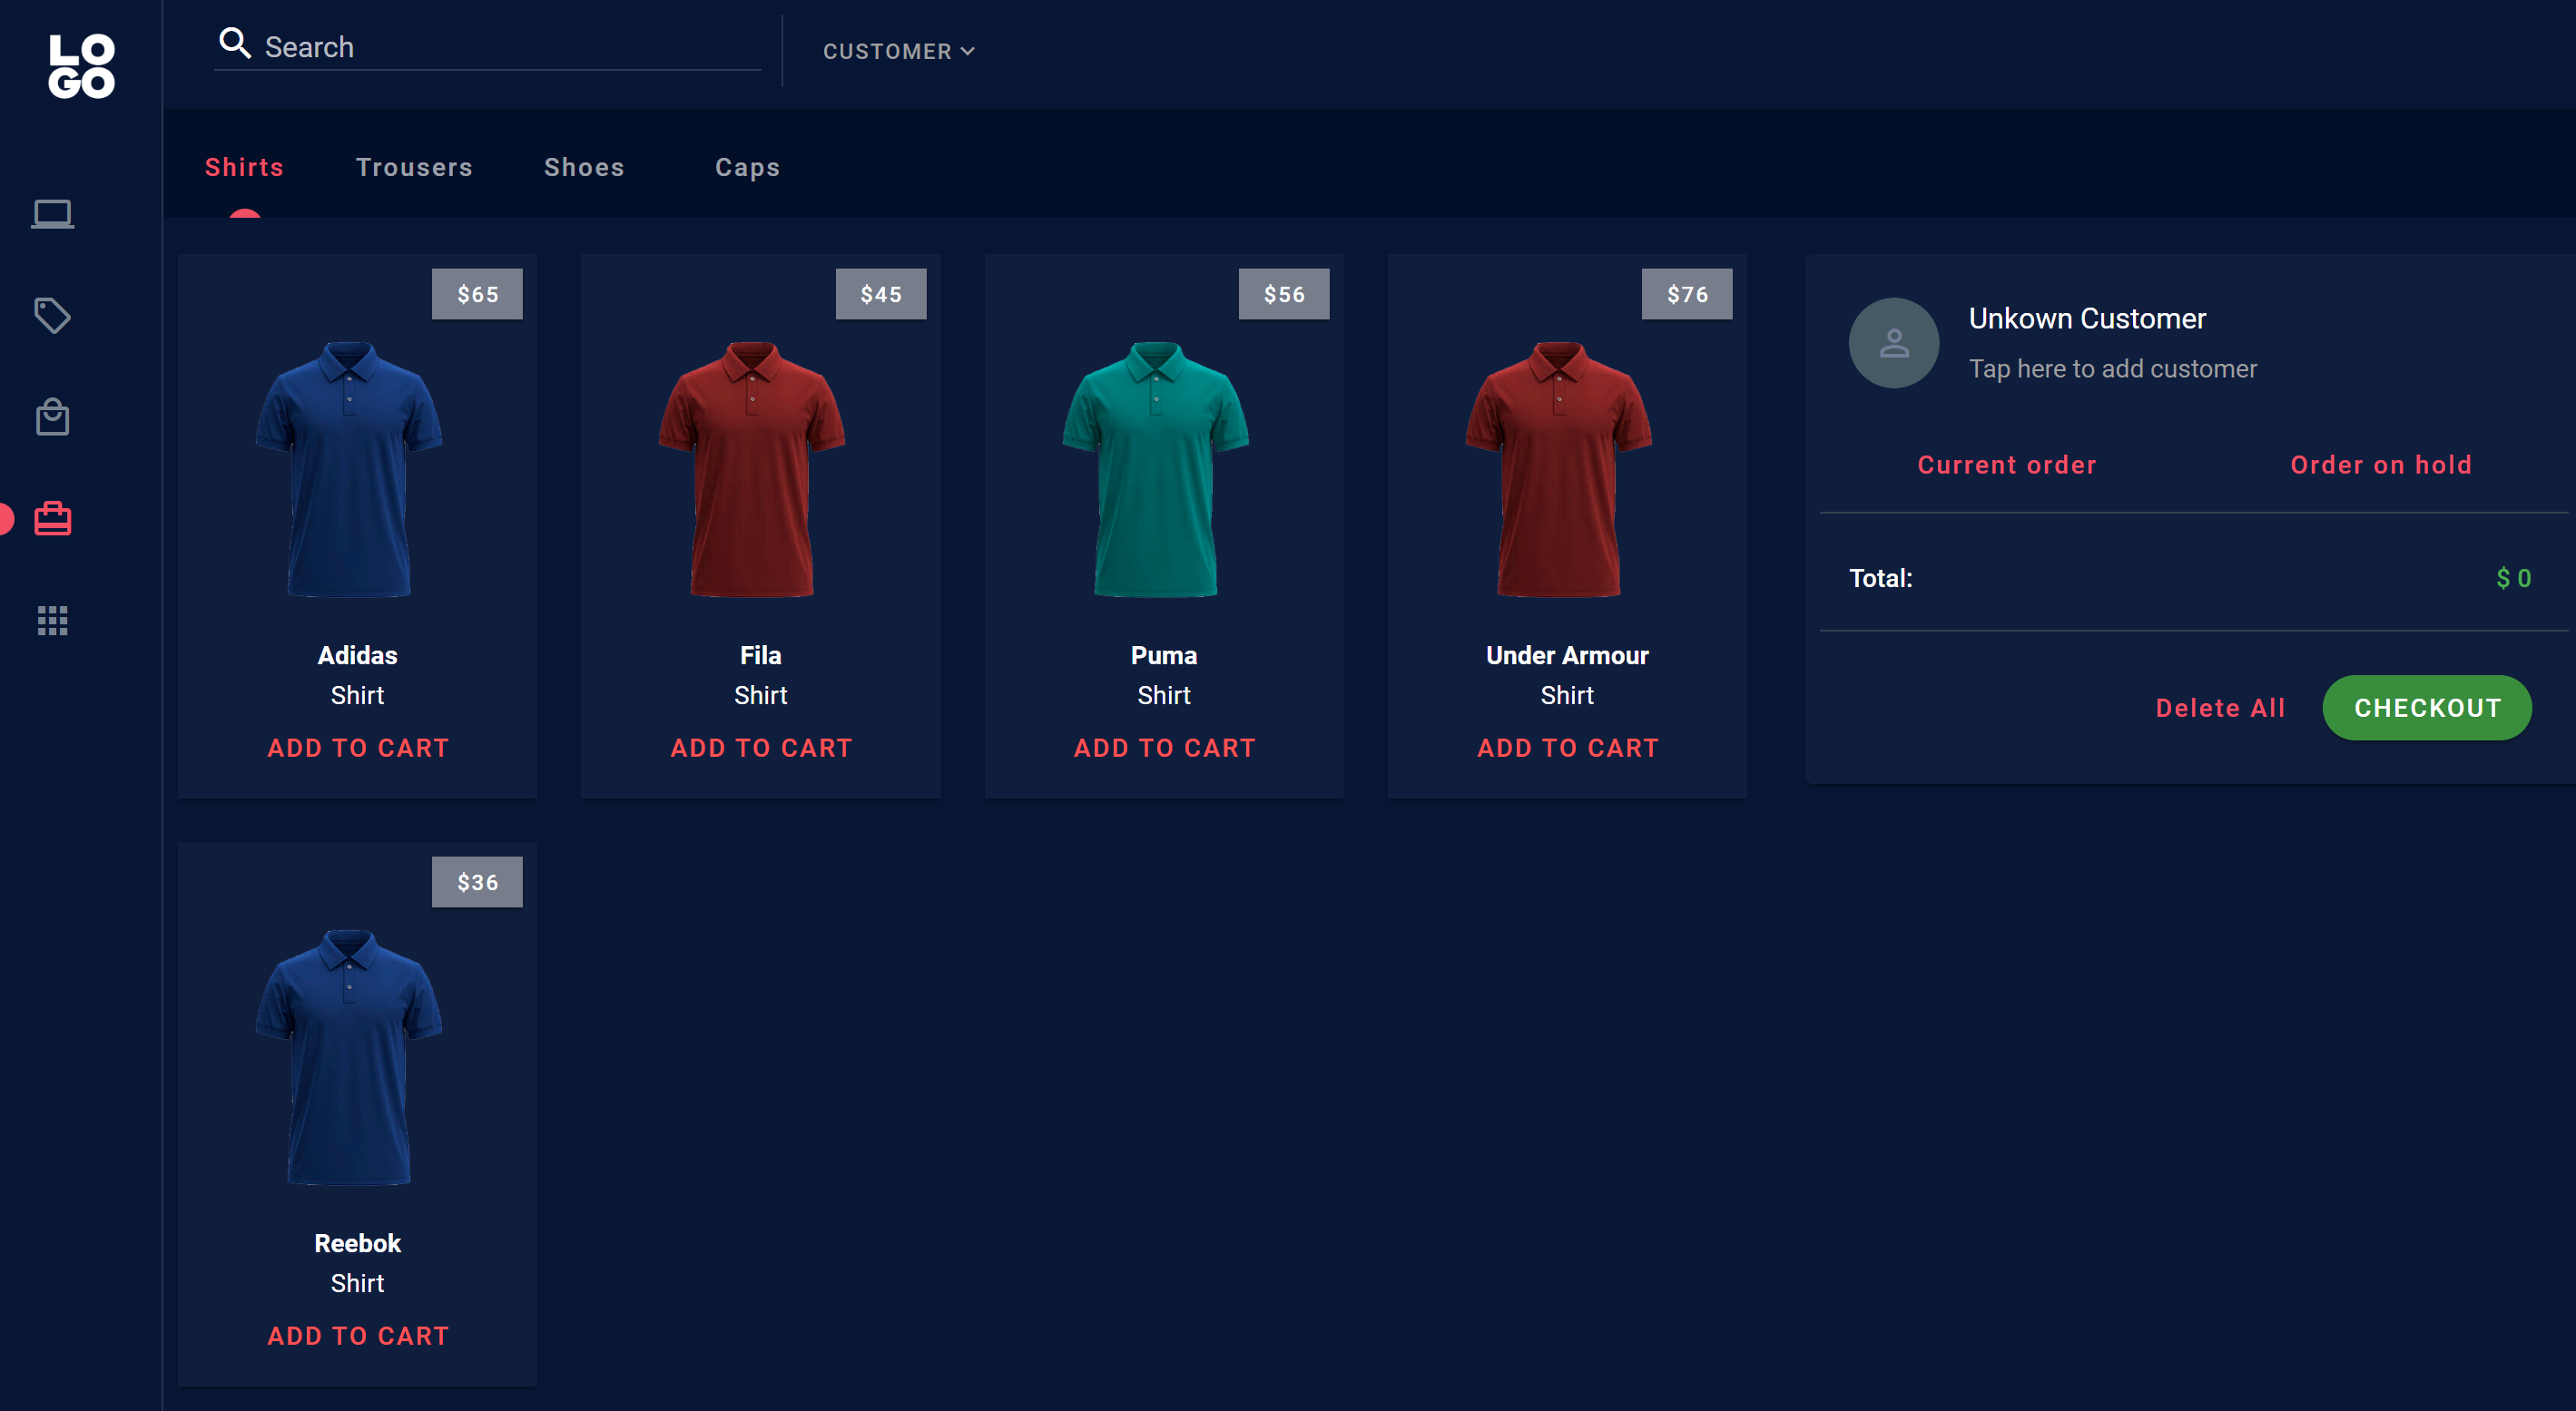 LO
GO
Search
CUSTOMER
Shirts
Trousers
Shoes
Caps
$65
Adidas
Shirt
ADD TO CART
$45
Fila
Shirt
ADD TO CART
$56
Puma
Shirt
ADD TO CART
$76
Under Armour
Shirt
ADD TO CART
$36
Reebok
Shirt
ADD TO CART
Unkown Customer
Tap here to add customer
Current order
Order on hold
Total:
$ 0
Delete All
CHECKOUT